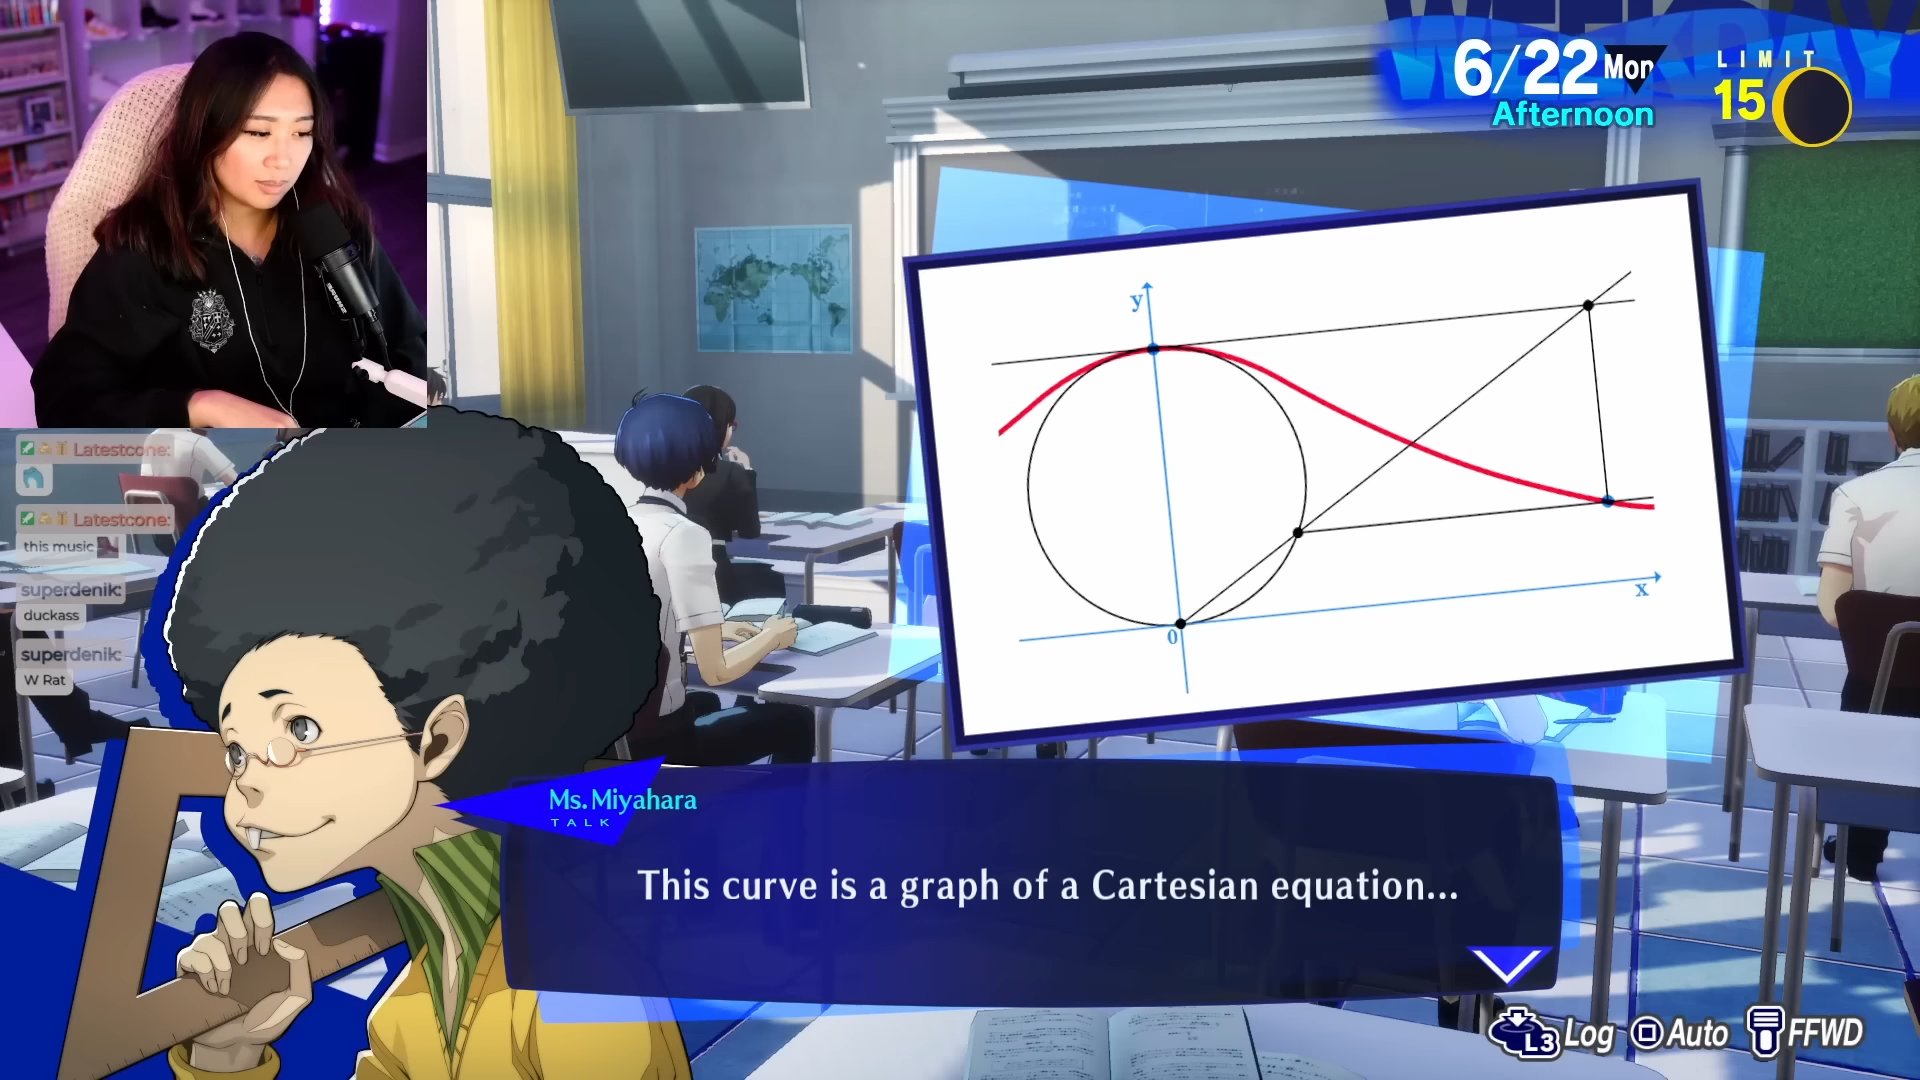 WEEKDAY
6/22 Mon
Afternoon
LIMIT
15
y
x
0
Latestcone:
Latestcone:
this music
superdenik:
duckass
superdenik:
W Rat
Ms. Miyahara
TALK
This curve is a graph of a Cartesian equation...
L3 Log
Auto
FFWD